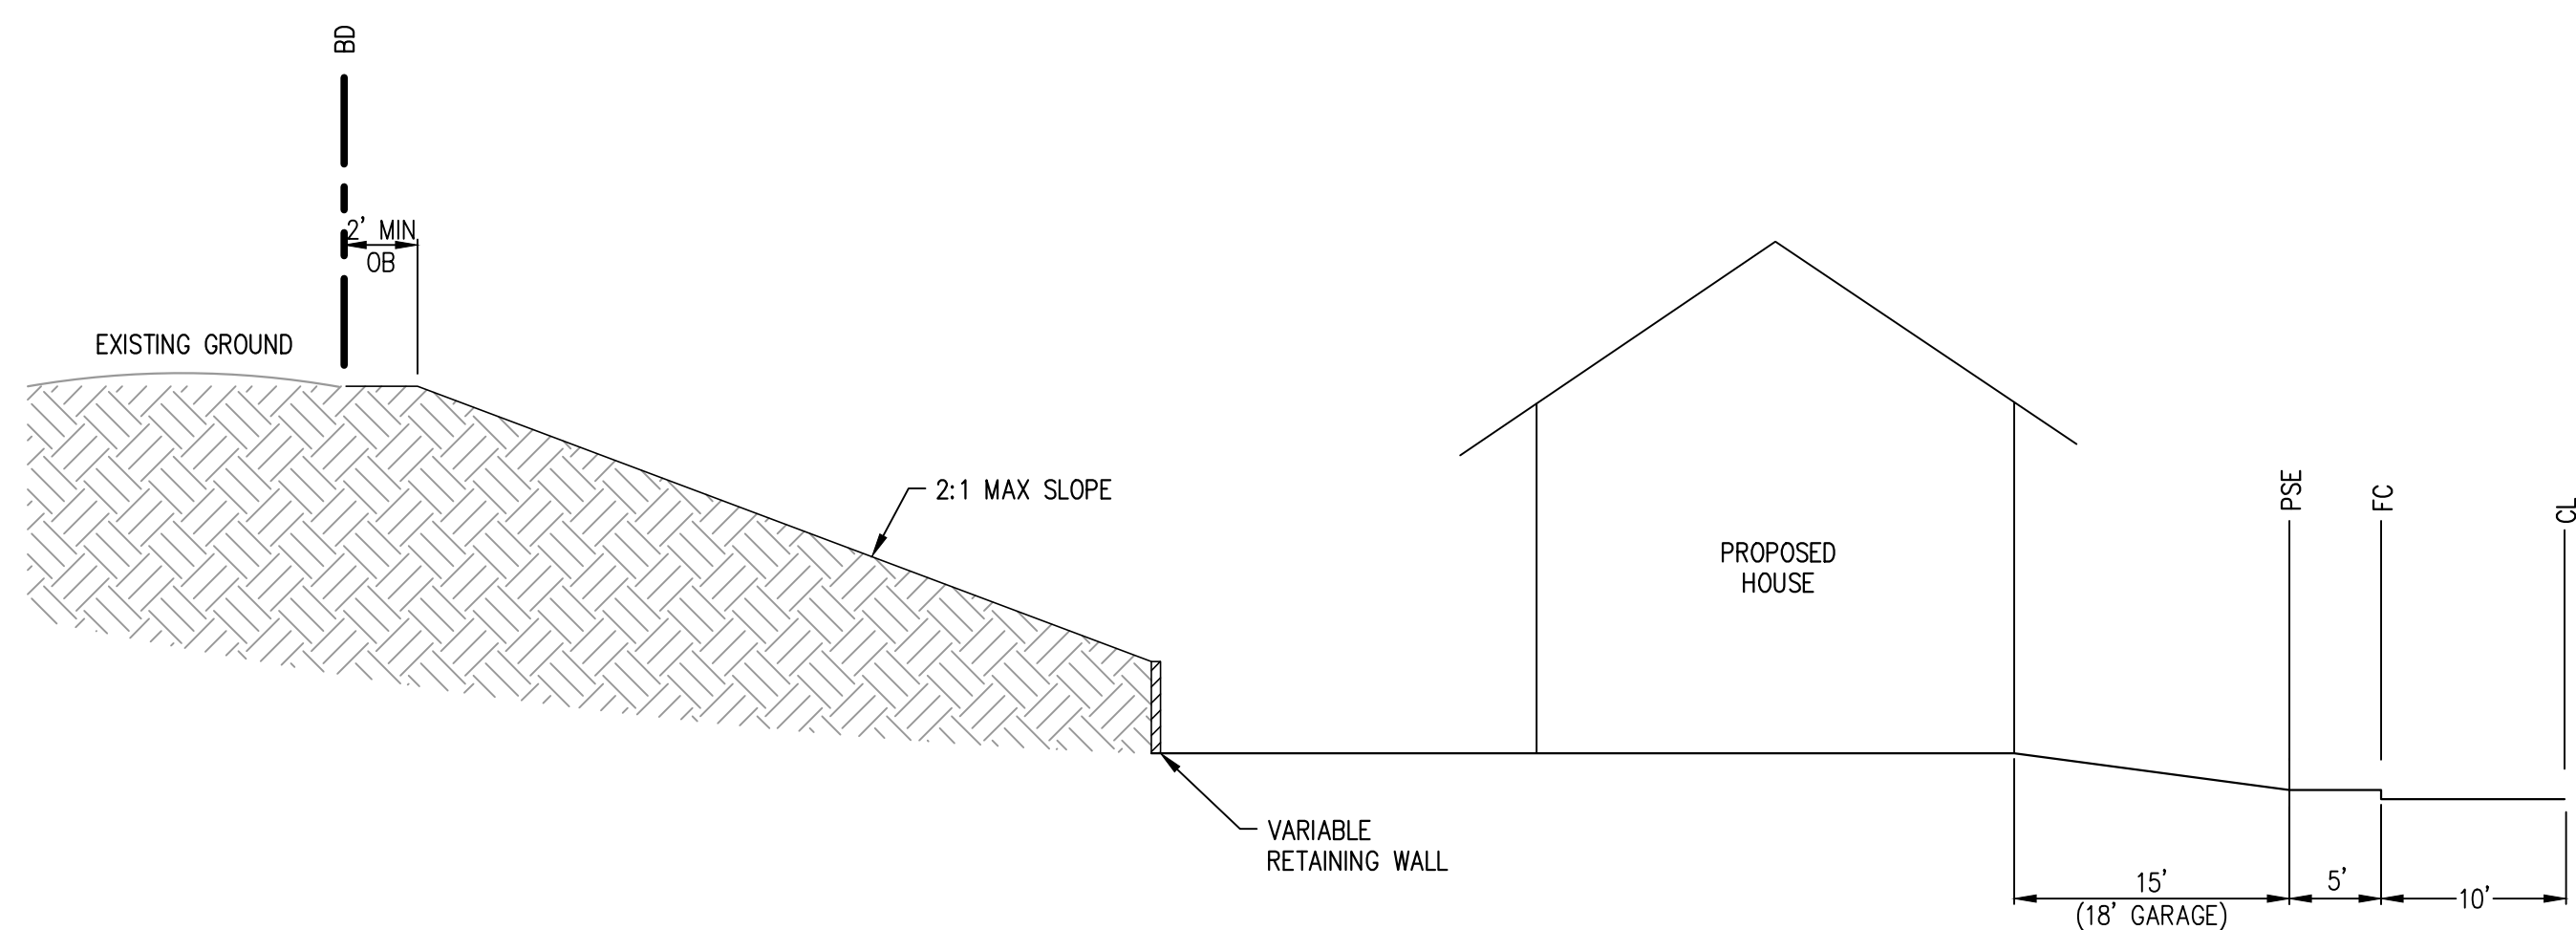 BD
2' MIN
OB
EXISTING GROUND
2:1 MAX SLOPE
PROPOSED
HOUSE
PSE
FC
CL
VARIABLE
RETAINING WALL
15'
(18' GARAGE)
5'
10'